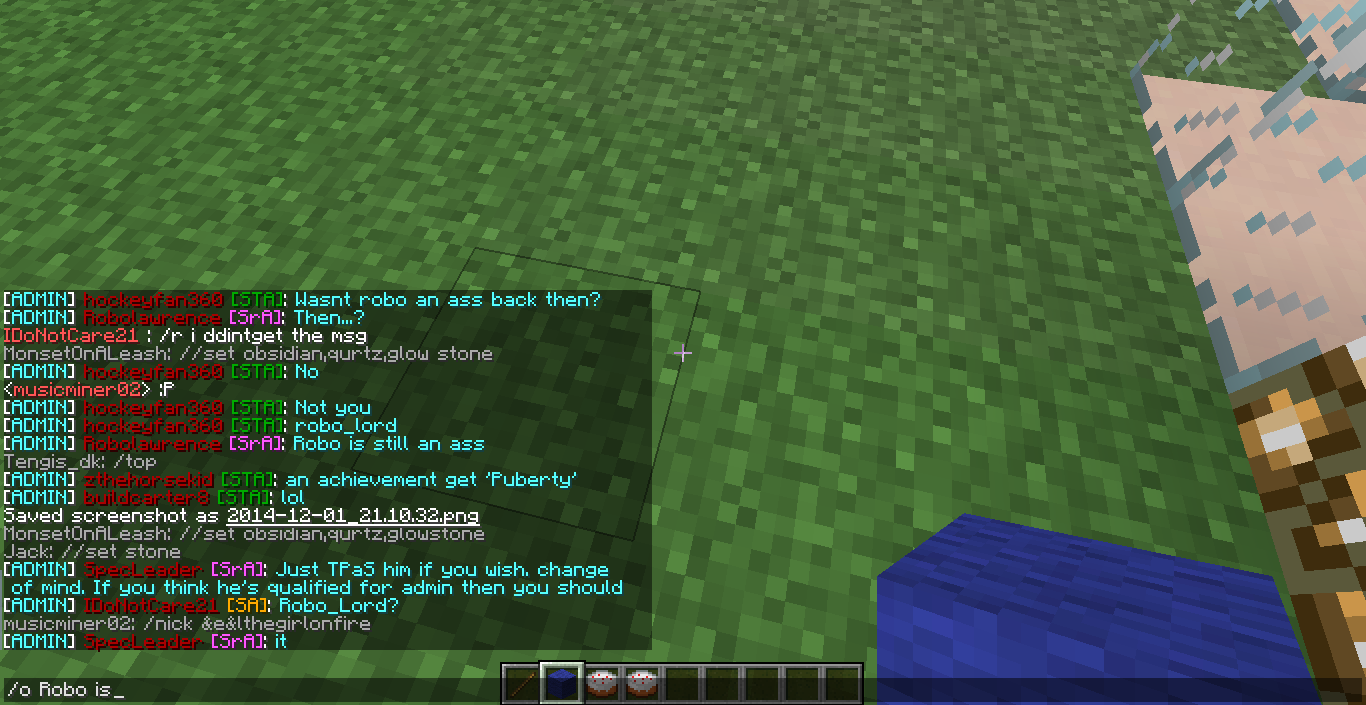 [ADMIN] hockeyfan360 [STA]: Wasnt robo an ass back then?
[ADMIN] Robolawrence [SrA]: Then...?
IDoNotCare21 : /r i ddintget the msg
MonsetOnALeash: //set obsidian,qurtz,glow stone
[ADMIN] hockeyfan360 [STA]: No
<musicminer02> :P
[ADMIN] hockeyfan360 [STA]: Not you
[ADMIN] hockeyfan360 [STA]: robo_lord
[ADMIN] Robolawrence [SrA]: Robo is still an ass
Tengis_dk: /top
[ADMIN] zthehorsekid [STA]: an achievement get 'Puberty'
[ADMIN] buildcarter8 [STA]: lol
Saved screenshot as 2014-12-01_21.10.32.png
MonsetOnALeash: //set obsidian,qurtz,glowstone
Jack: //set stone
[ADMIN] SpecLeader [SrA]: Just TPaS him if you wish. change
of mind. If you think he's qualified for admin then you should
[ADMIN] IDoNotCare21 [SA]: Robo_Lord?
musicminer02: /nick &e&lthegirlonfire
[ADMIN] SpecLeader [SrA]: it
/o Robo is_